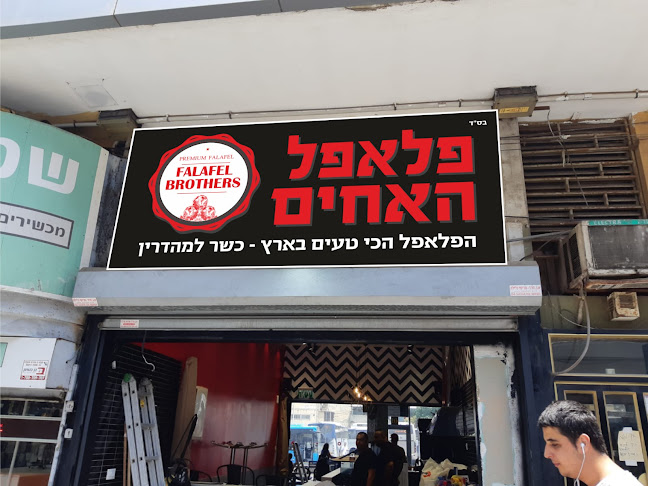 בס"ד
פלאפל
האחים
PREMIUM FALAFEL
FALAFEL
BROTHERS
הפלאפל הכי טעים בארץ - כשר למהדרין
מכשירים